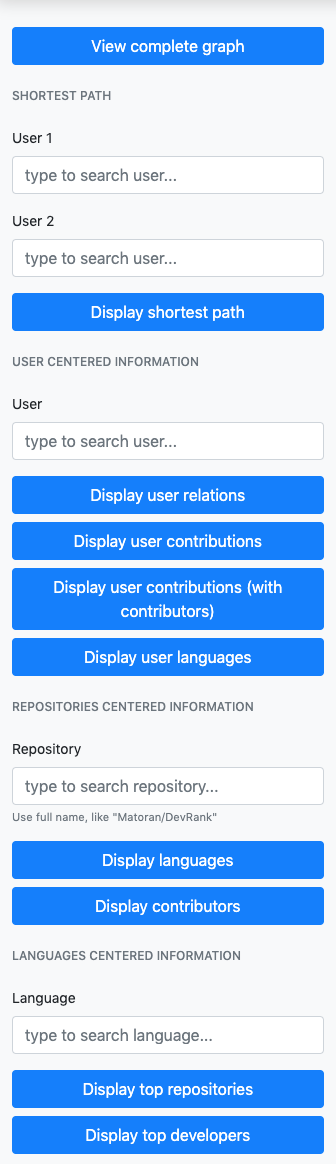 View complete graph
SHORTEST PATH
User 1
type to search user...
User 2
type to search user...
Display shortest path
USER CENTERED INFORMATION
User
type to search user...
Display user relations
Display user contributions
Display user contributions (with
contributors)
Display user languages
REPOSITORIES CENTERED INFORMATION
Repository
type to search repository...
Use full name, like "Matoran/DevRank"
Display languages
Display contributors
LANGUAGES CENTERED INFORMATION
Language
type to search language...
Display top repositories
Display top developers